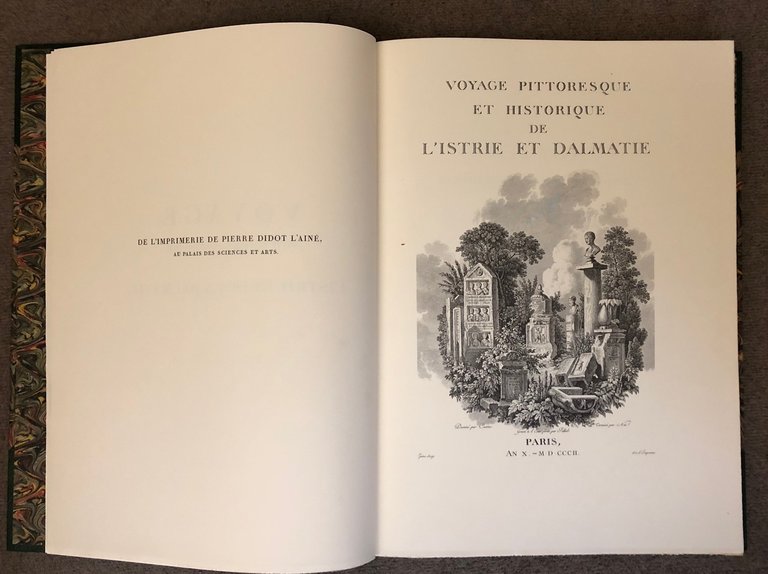 DE L'IMPRIMERIE DE PIERRE DIDOT L'AINÉ,
AU PALAIS DES SCIENCES ET ARTS.
VOYAGE PITTORESQUE
ET HISTORIQUE
DE
L'ISTRIE ET DALMATIE
PARIS,
AN X. = M D CCCII.